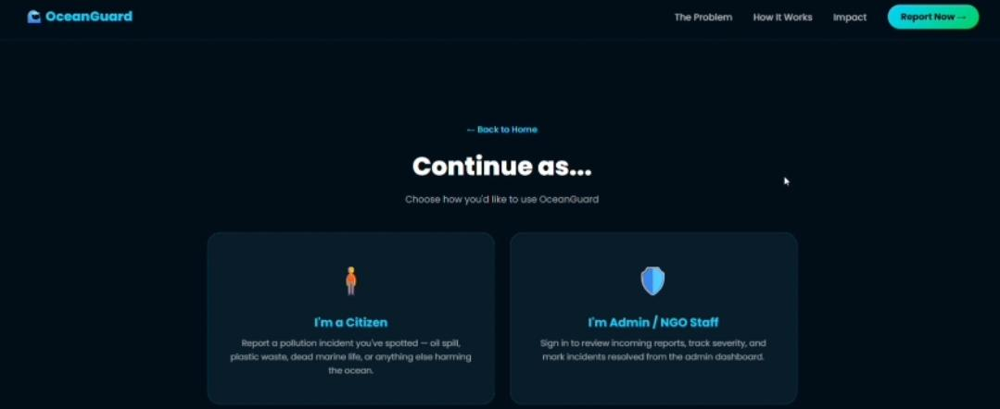 OceanGuard
The Problem
How It Works
Impact
Report Now →
← Back to Home
Continue as...
Choose how you'd like to use OceanGuard
I'm a Citizen
Report a pollution incident you've spotted — oil spill,
plastic waste, dead marine life, or anything else harming
the ocean.
I'm Admin / NGO Staff
Sign in to review incoming reports, track severity, and
mark incidents resolved from the admin dashboard.